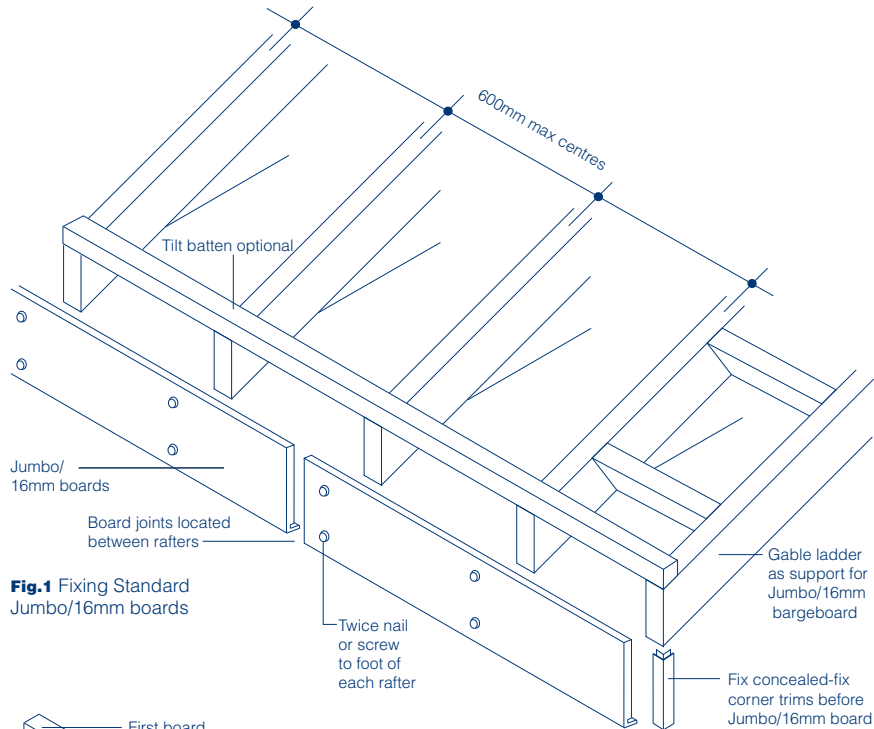 600mm max centres
Tilt batten optional
Jumbo/
16mm boards
Board joints located
between rafters
Fig.1 Fixing Standard
Jumbo/16mm boards
Twice nail
or screw
to foot of
each rafter
Gable ladder
as support for
Jumbo/16mm
bargeboard
Fix concealed-fix
corner trims before
Jumbo/16mm board
First board